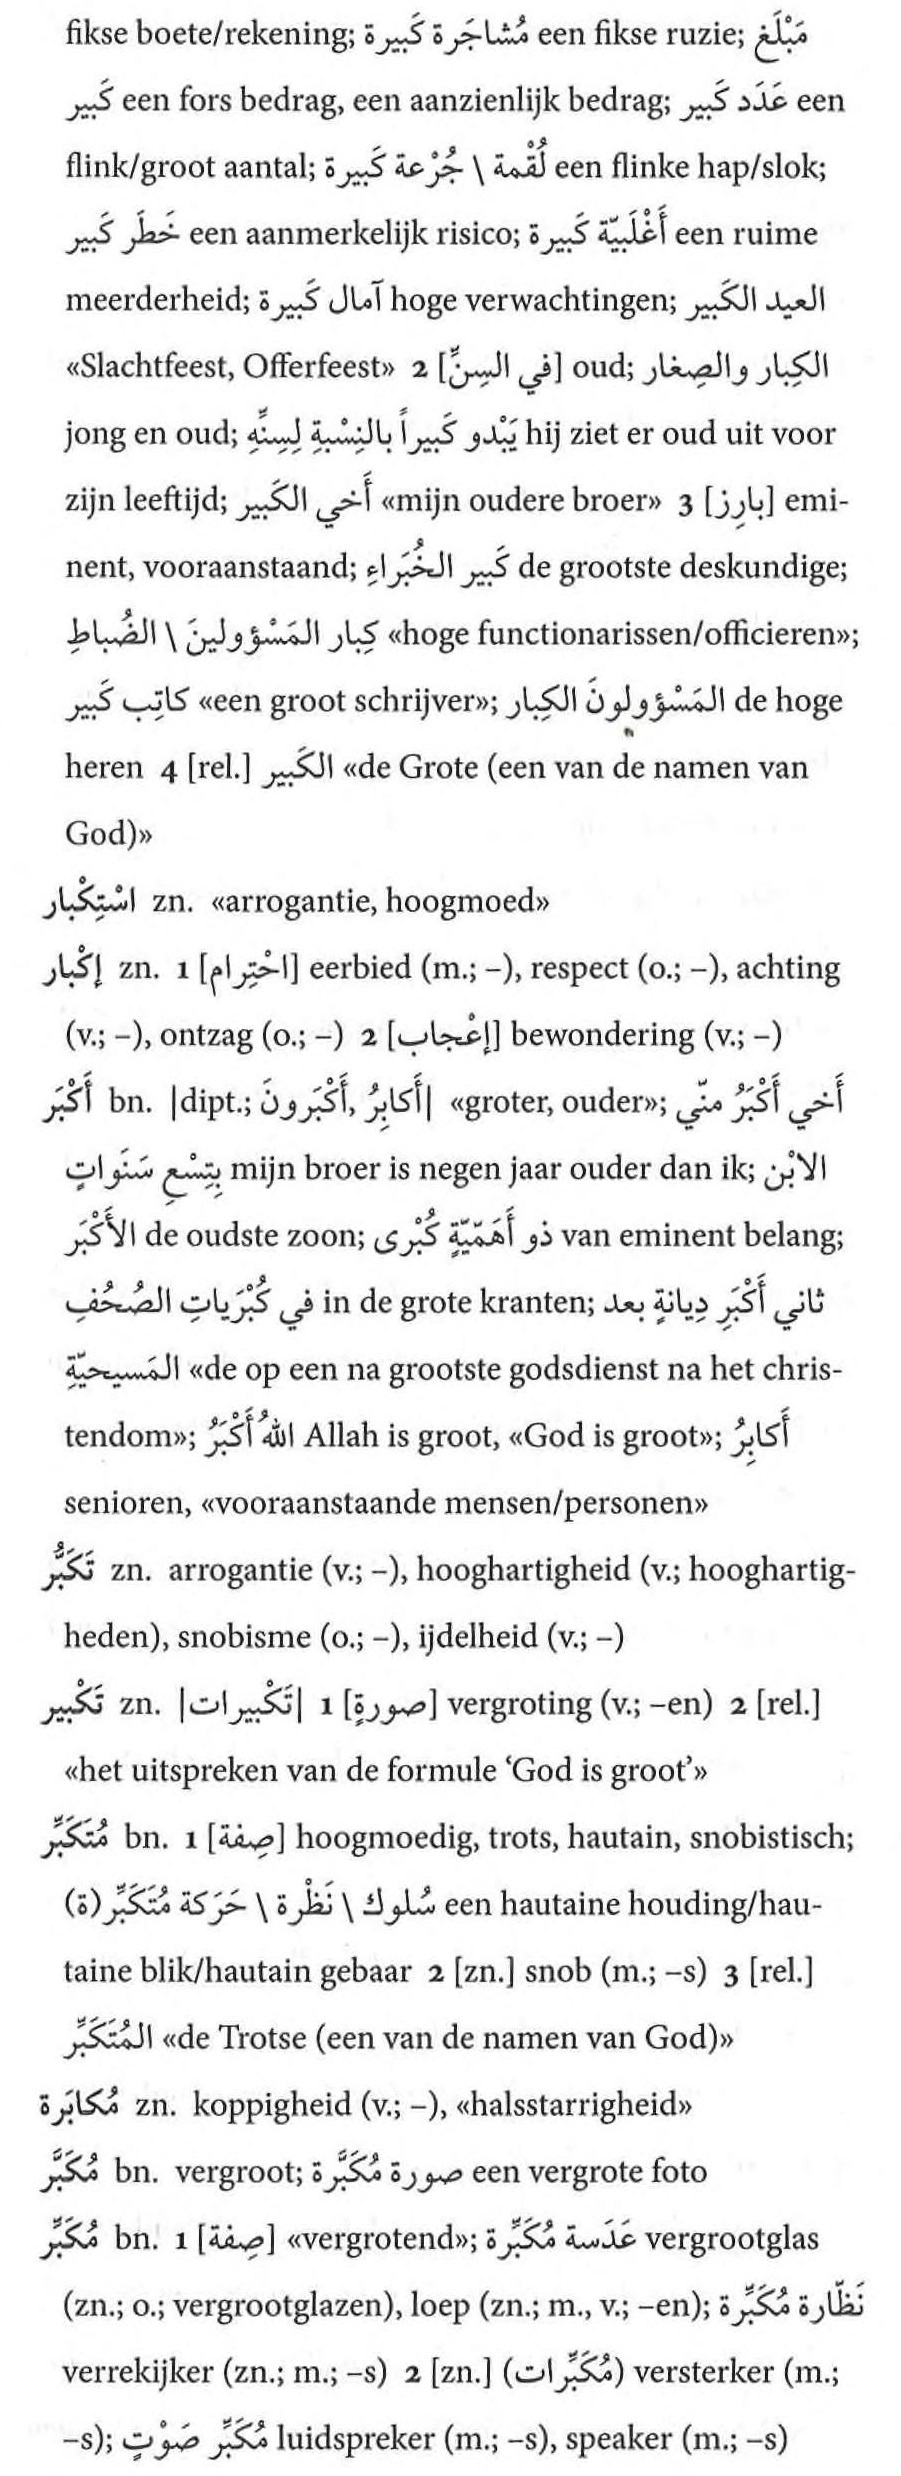 fikse boete/rekening; مُشاجَرة كَبيرة een fikse ruzie; مَبْلَغ
كَبير een fors bedrag, een aanzienlijk bedrag; عَدَد كَبير een
flink/groot aantal; لُقْمة \ جُرْعة كَبيرة een flinke hap/slok;
خَطَر كَبير een aanmerkelijk risico; أَغْلَبيّة كَبيرة een ruime
meerderheid; آمال كَبيرة hoge verwachtingen; العيد الكَبير
«Slachtfeest, Offerfeest» 2 [في السِنِّ] oud; الكِبار والصِغار
jong en oud; يَبْدو كَبيراً بالنِسْبةِ لِسِنِّهِ hij ziet er oud uit voor
zijn leeftijd; أَخي الكَبير «mijn oudere broer» 3 [بارِز] emi-
nent, vooraanstaand; كَبير الخُبَراءِ de grootste deskundige;
كِبار المَسْؤولينَ \ الضُباطِ «hoge functionarissen/officieren»;
كاتِب كَبير «een groot schrijver»; المَسْؤولونَ الكِبار de hoge
heren 4 [rel.] الكَبير «de Grote (een van de namen van
God)»
اسْتِكْبار zn. «arrogantie, hoogmoed»
إكْبار zn. 1 [احْتِرام] eerbied (m.; –), respect (o.; –), achting
(v.; –), ontzag (o.; –) 2 [إعْجاب] bewondering (v.; –)
أَكْبَر bn. |dipt.; أَكابِرُ, أَكْبَرونَ| «groter, ouder»; أَخي أَكْبَرُ منّي
بِتِسْعِ سَنَواتٍ mijn broer is negen jaar ouder dan ik; الابْن
الأَكْبَر de oudste zoon; ذو أَهَمّيّةٍ كُبْرى van eminent belang;
في كُبْرَياتِ الصُحُفِ in de grote kranten; ثاني أَكْبَرِ دِيانةٍ بعد
المَسيحيّةِ «de op een na grootste godsdienst na het chris-
tendom»; اللهُ أَكْبَرُ Allah is groot, «God is groot»; أَكابِرُ
senioren, «vooraanstaande mensen/personen»
تَكَبُّر zn. arrogantie (v.; –), hooghartigheid (v.; hooghartig-
heden), snobisme (o.; –), ijdelheid (v.; –)
تَكْبير zn. |تَكْبيرات| 1 [صورةٍ] vergroting (v.; –en) 2 [rel.]
«het uitspreken van de formule ‘God is groot’»
مُتَكَبِّر bn. 1 [صِفة] hoogmoedig, trots, hautain, snobistisch;
سُلوك \ نَظْرة \ حَرَكة مُتَكَبِّر(ة) een hautaine houding/hau-
taine blik/hautain gebaar 2 [zn.] snob (m.; –s) 3 [rel.]
المُتَكَبِّر «de Trotse (een van de namen van God)»
مُكابَرة zn. koppigheid (v.; –), «halsstarrigheid»
مُكَبَّر bn. vergroot; صورة مُكَبَّرة een vergrote foto
مُكَبِّر bn. 1 [صِفة] «vergrotend»; عَدَسة مُكَبِّرة vergrootglas
(zn.; o.; vergrootglazen), loep (zn.; m., v.; –en); نَظّارة مُكَبِّرة
verrekijker (zn.; m.; –s) 2 [zn.] (مُكَبِّرات) versterker (m.;
–s); مُكَبِّر صَوْتٍ luidspreker (m.; –s), speaker (m.; –s)